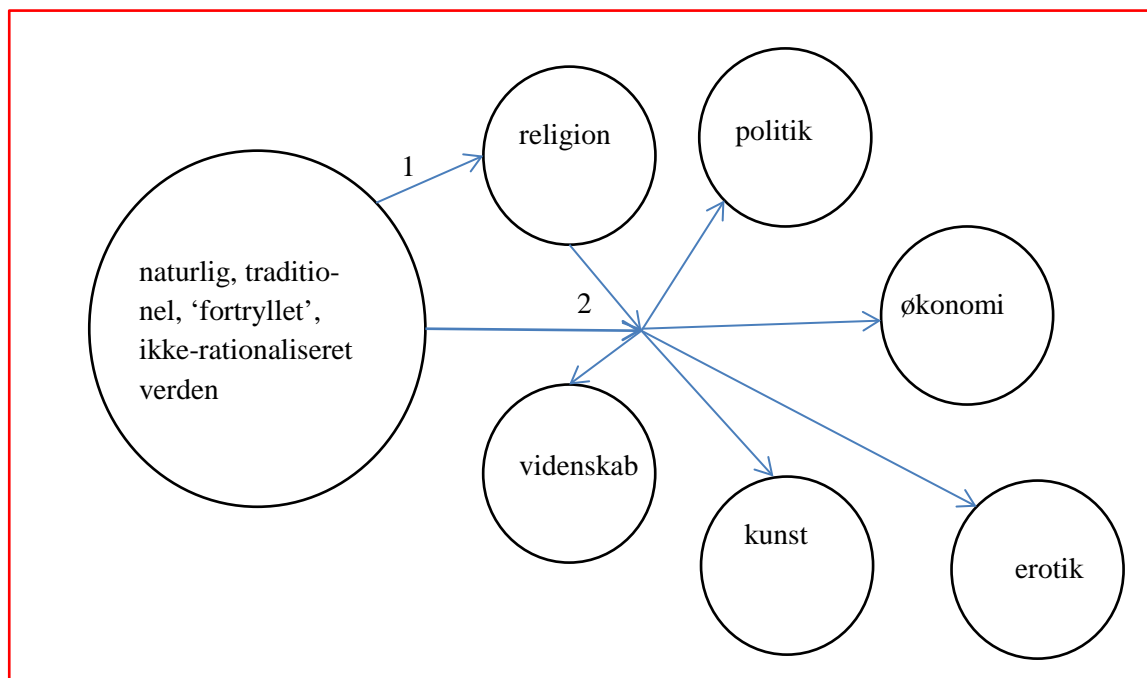 religion
politik
1
naturlig, traditio-
nel, ‘fortryllet’,
ikke-rationaliseret
verden
2
økonomi
videnskab
kunst
erotik